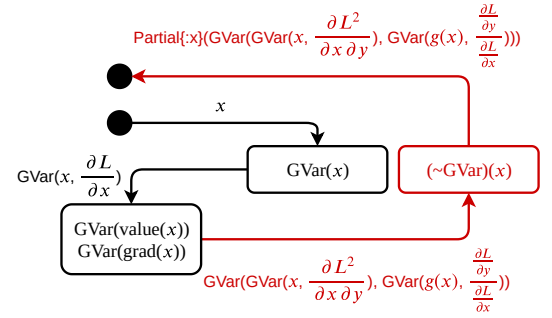 Partial{:x}(GVar(GVar(x, ∂L²/∂x∂y), GVar(g(x), ∂L/∂y / ∂L/∂x)))
x
GVar(x)
(~GVar)(x)
GVar(x, ∂L/∂x)
GVar(value(x))
GVar(grad(x))
GVar(GVar(x, ∂L²/∂x∂y), GVar(g(x), ∂L/∂y / ∂L/∂x))